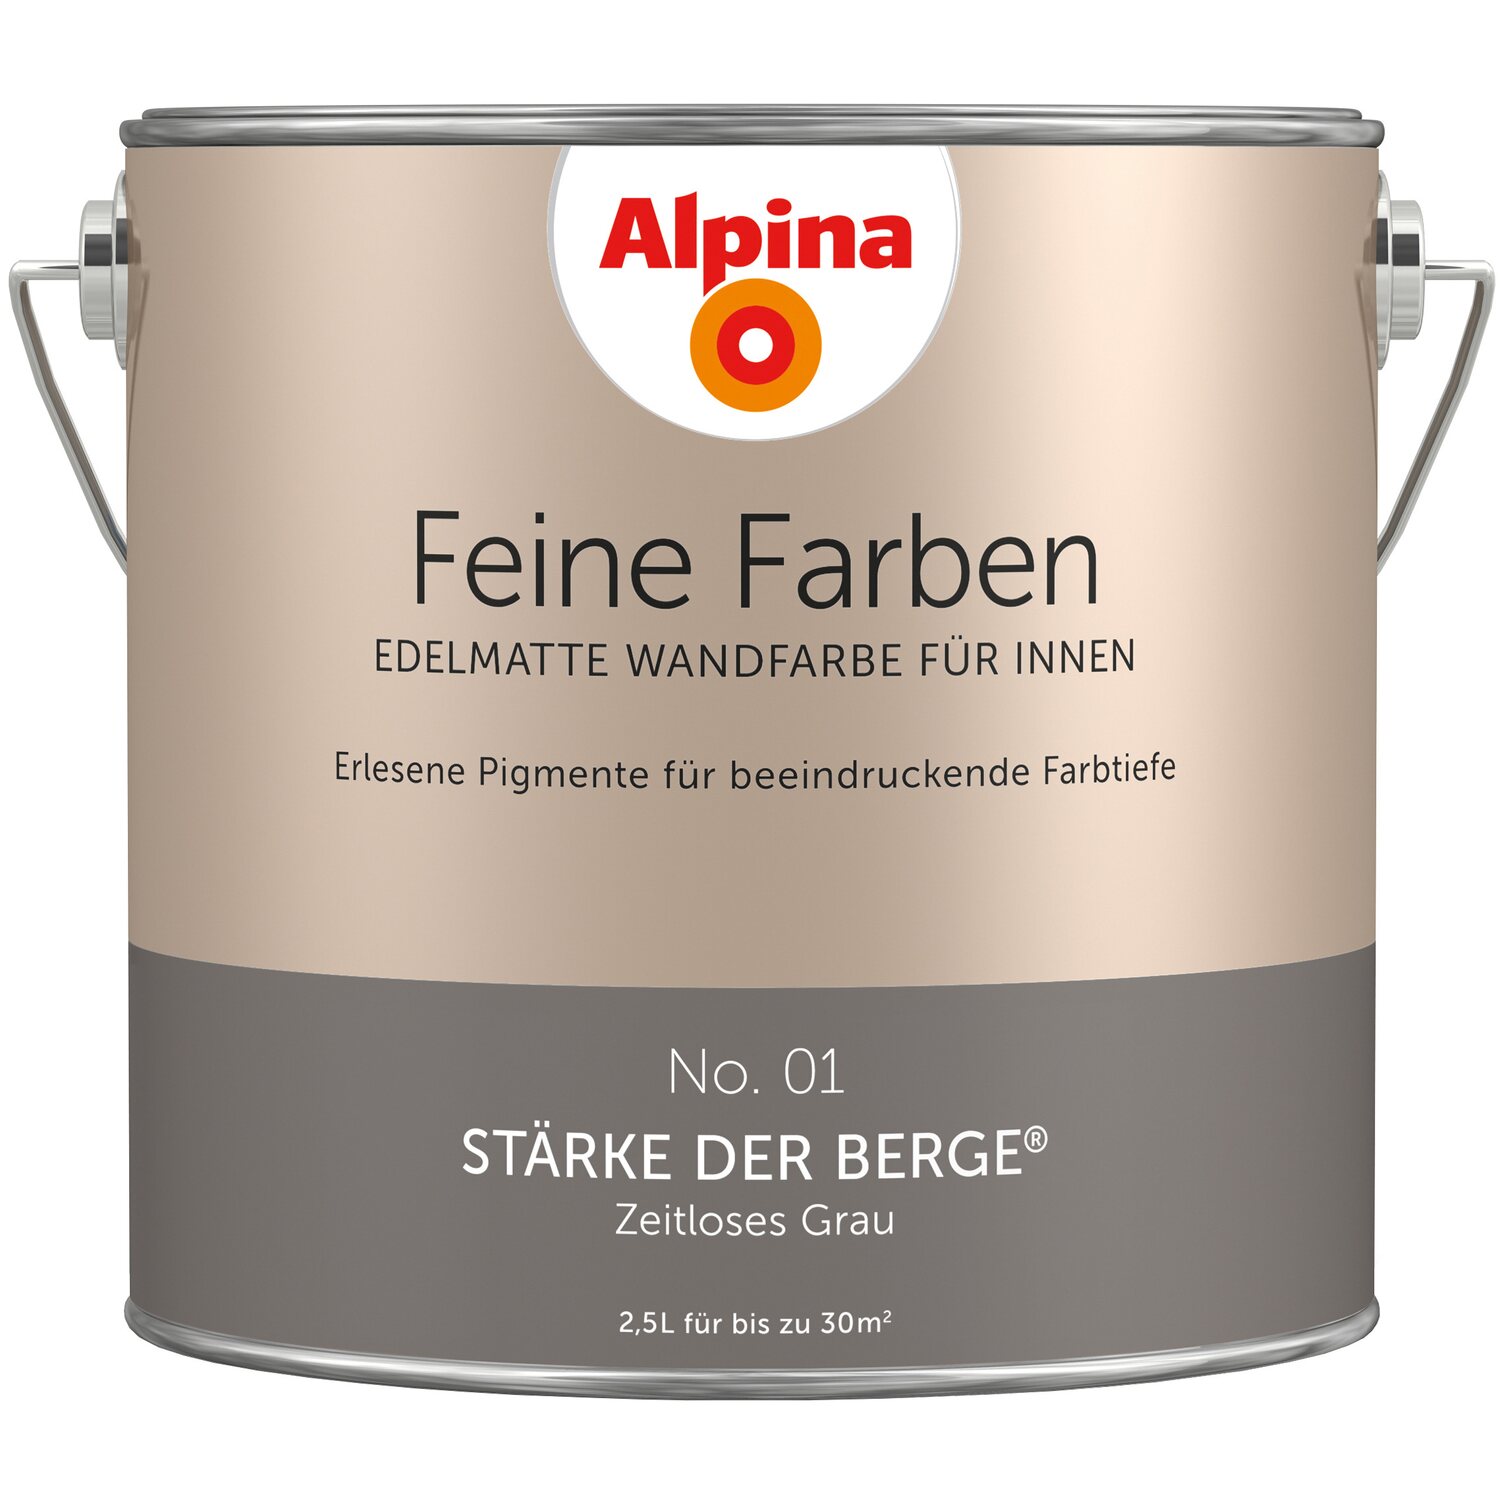 Alpina
Feine Farben
EDELMATTE WANDFARBE FÜR INNEN
Erlesene Pigmente für beeindruckende Farbtiefe
No. 01
STÄRKE DER BERGE®
Zeitloses Grau
2,5L für bis zu 30m²